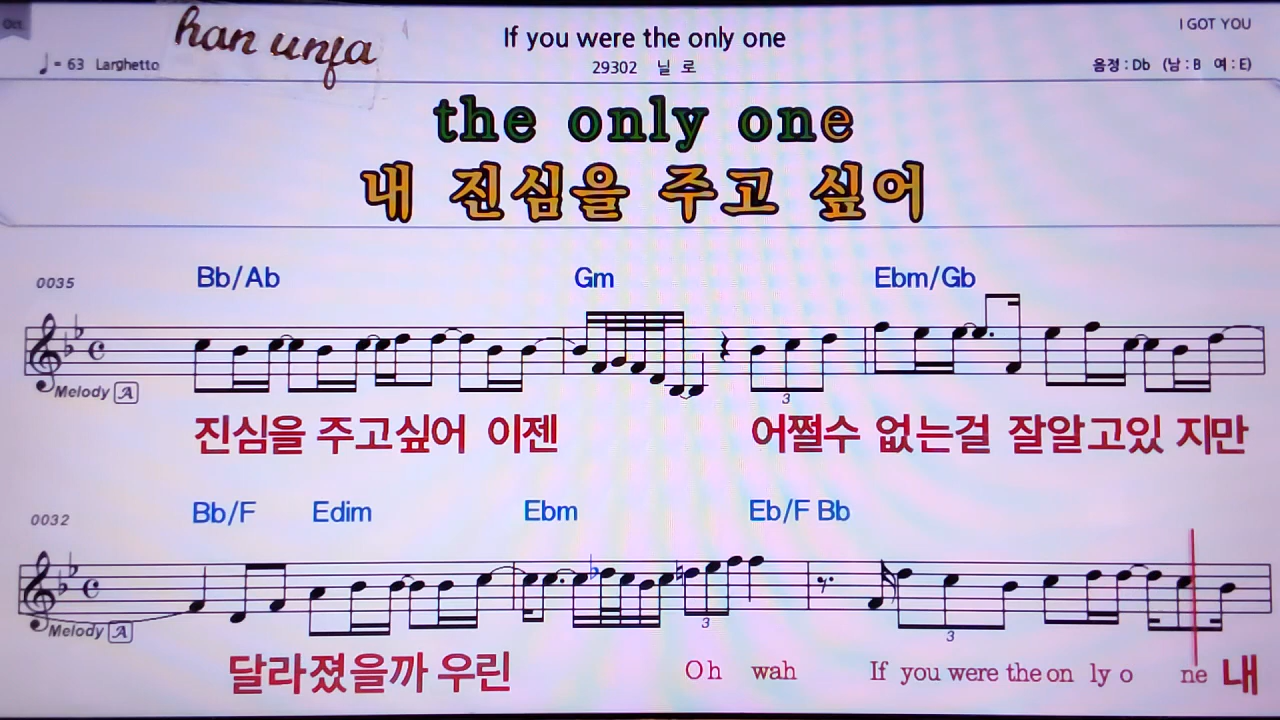 Oct.
han unja
If you were the only one
I GOT YOU
♩= 63 Larghetto
29302 닐 로
음정 : Db (남 : B 여 : E)
the only one
내 진심을 주고 싶어
0035
Bb/Ab Gm Ebm/Gb
Melody A
3
진심을 주고싶어 이젠 어쩔수 없는걸 잘알고있 지만
0032
Bb/F Edim Ebm Eb/F Bb
Melody A
3 3
달라졌을까 우린 Oh wah If you were the on ly o ne 내